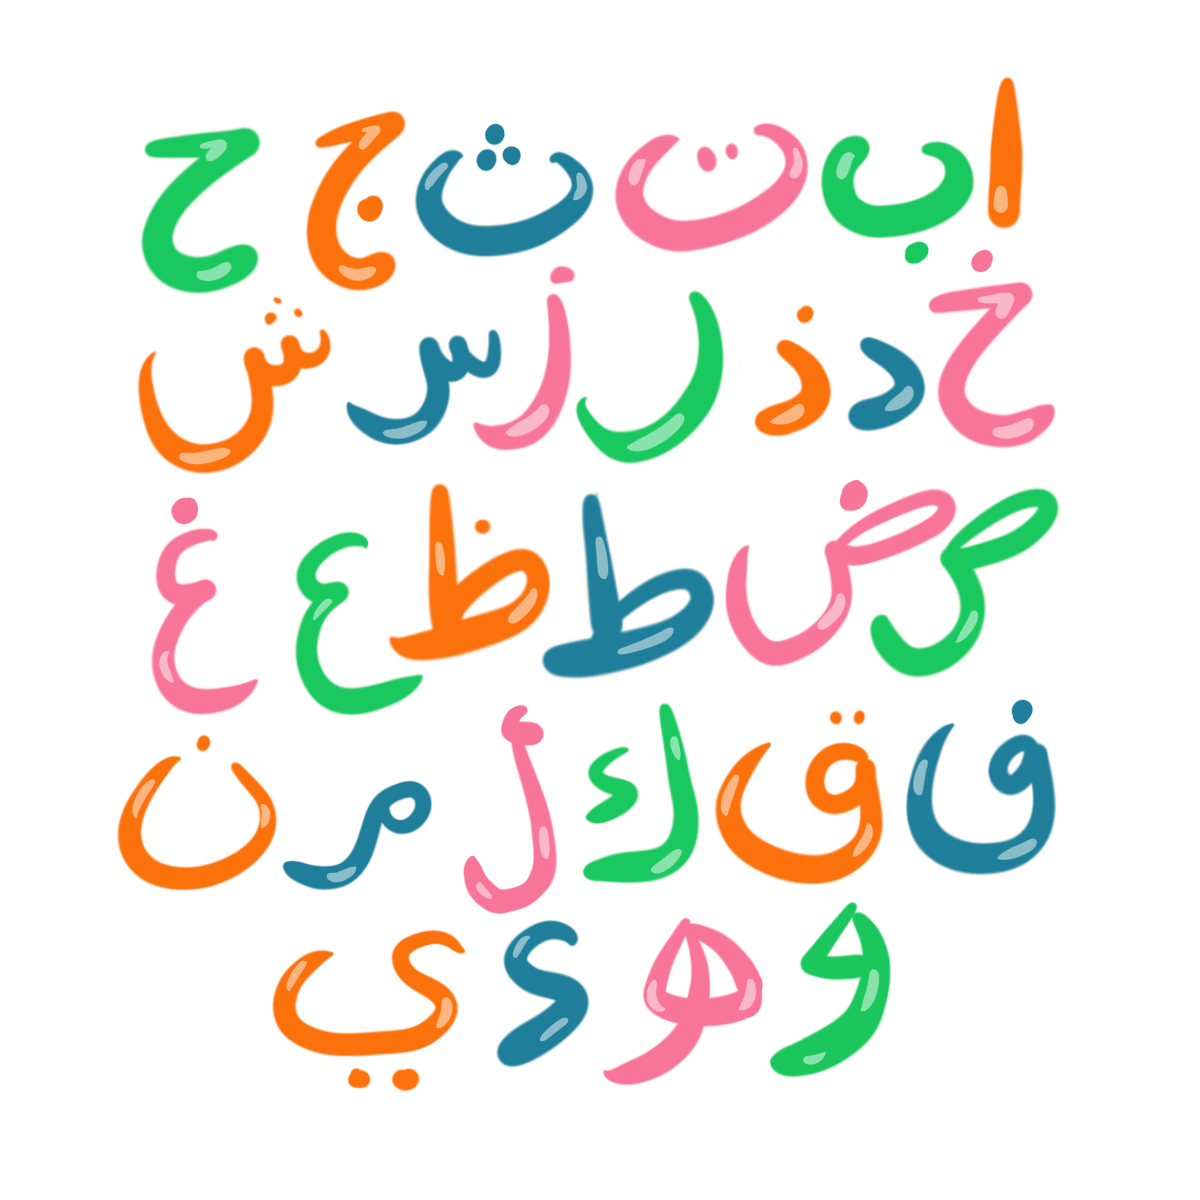 ا ب ت ث ج ح
خ د ذ ر ز س ش
ص ض ط ظ ع غ
ف ق ك ل م ن
و ه ء ي